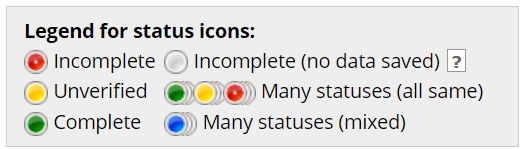 Legend for status icons:
Incomplete Incomplete (no data saved) ?
Unverified Many statuses (all same)
Complete Many statuses (mixed)